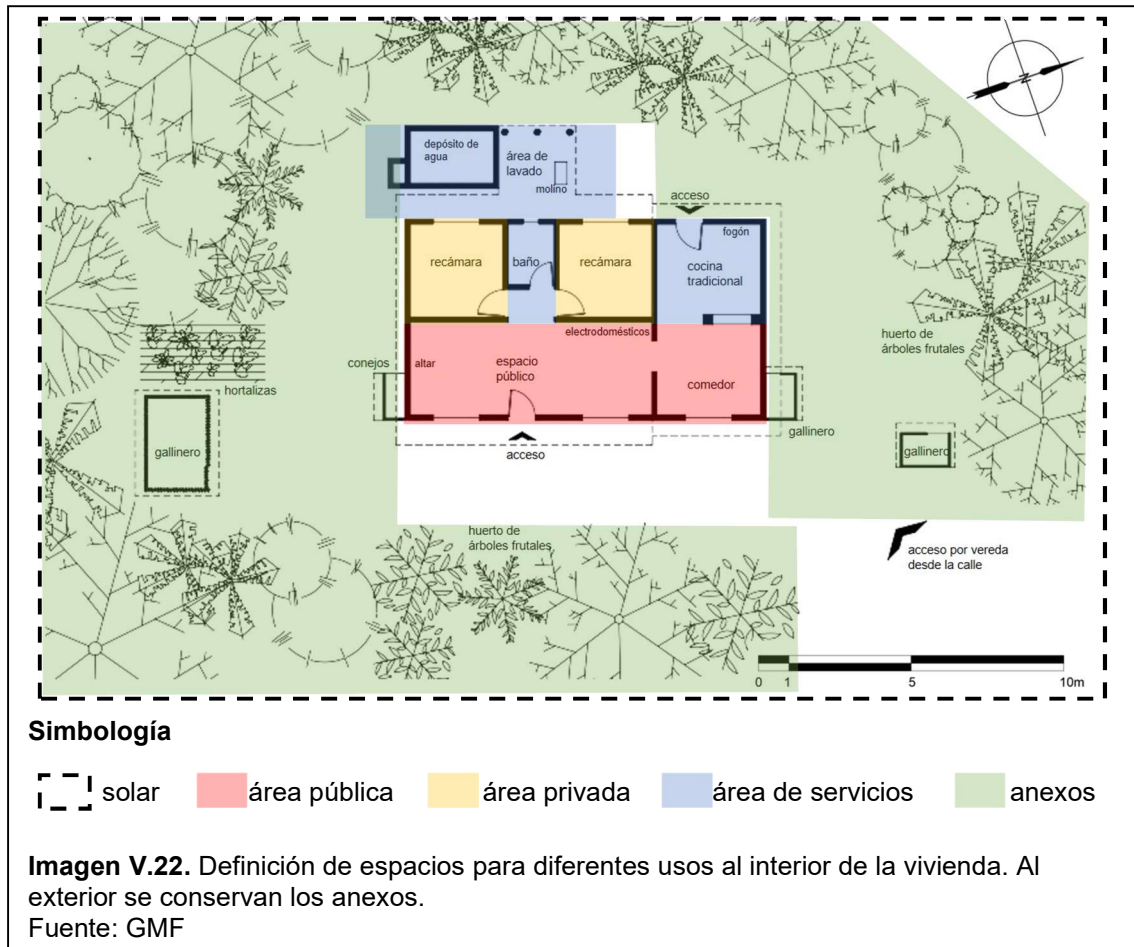 N
depósito de
agua
área de
lavado
molino
acceso
fogón
recámara
baño
recámara
cocina
tradicional
electrodomésticos
huerto de
árboles frutales
conejos
altar
espacio
público
comedor
hortalizas
gallinero
gallinero
gallinero
acceso
huerto de
árboles frutales
acceso por vereda
desde la calle
0 1 5 10m
Simbología
solar área pública área privada área de servicios anexos
Imagen V.22. Definición de espacios para diferentes usos al interior de la vivienda. Al
exterior se conservan los anexos.
Fuente: GMF